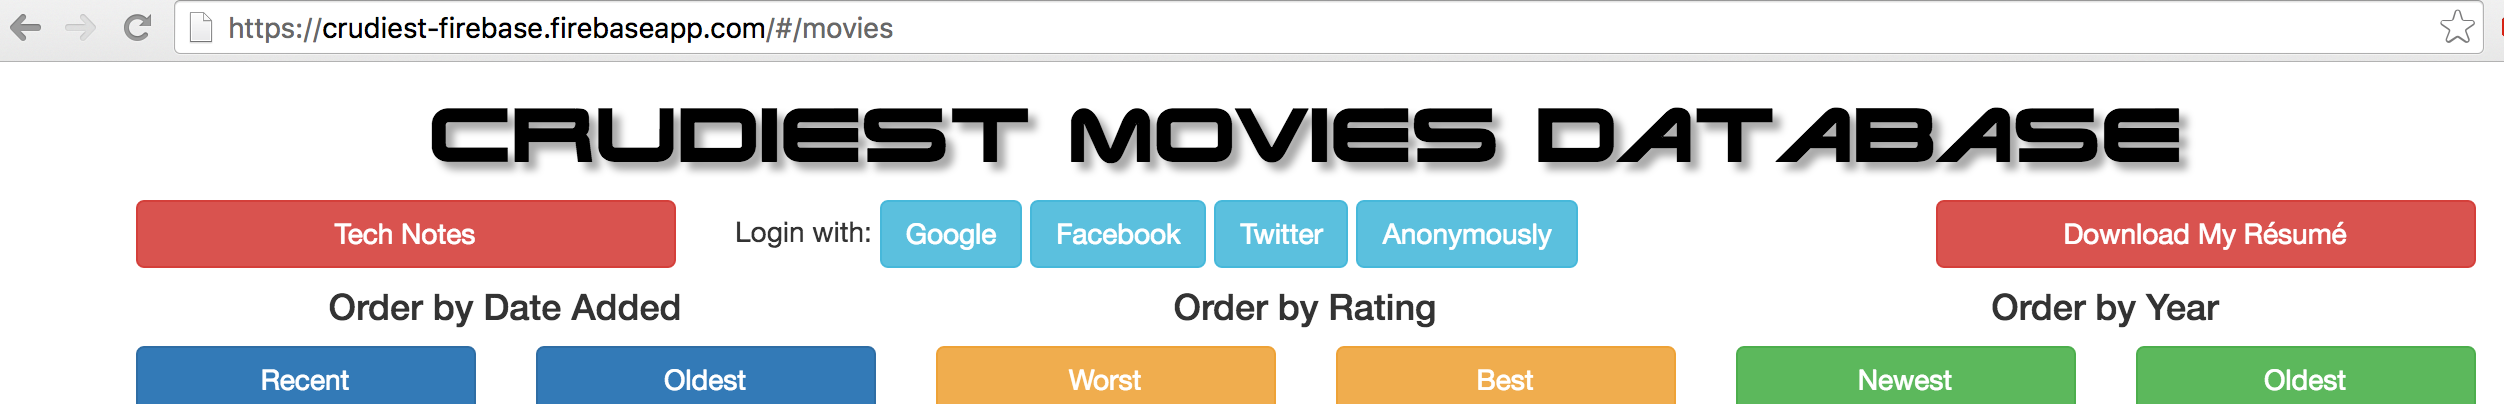 https://crudiest-firebase.firebaseapp.com/#/movies
CRUDIEST MOVIES DATABASE
Tech Notes Login with: Google Facebook Twitter Anonymously Download My Résumé
Order by Date Added Order by Rating Order by Year
Recent Oldest Worst Best Newest Oldest